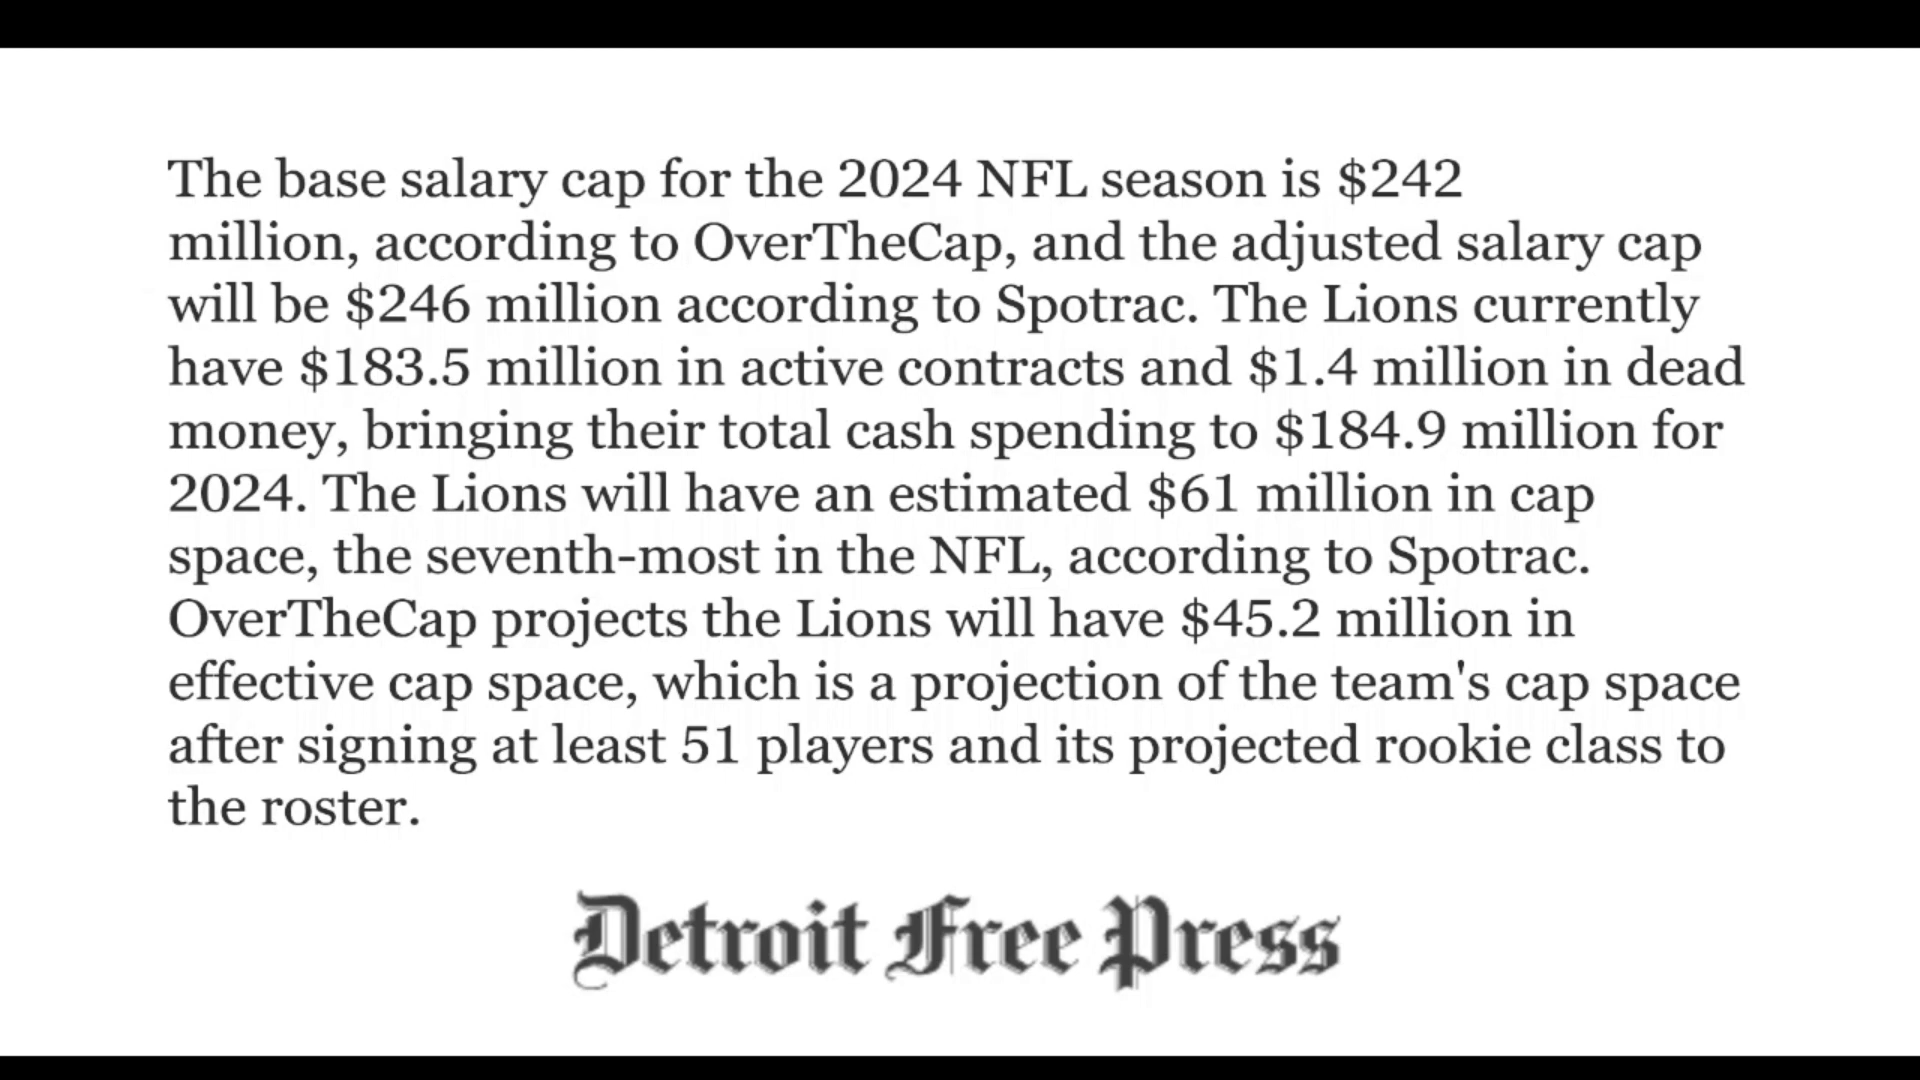 The base salary cap for the 2024 NFL season is $242
million, according to OverTheCap, and the adjusted salary cap
will be $246 million according to Spotrac. The Lions currently
have $183.5 million in active contracts and $1.4 million in dead
money, bringing their total cash spending to $184.9 million for
2024. The Lions will have an estimated $61 million in cap
space, the seventh-most in the NFL, according to Spotrac.
OverTheCap projects the Lions will have $45.2 million in
effective cap space, which is a projection of the team's cap space
after signing at least 51 players and its projected rookie class to
the roster.
Detroit Free Press